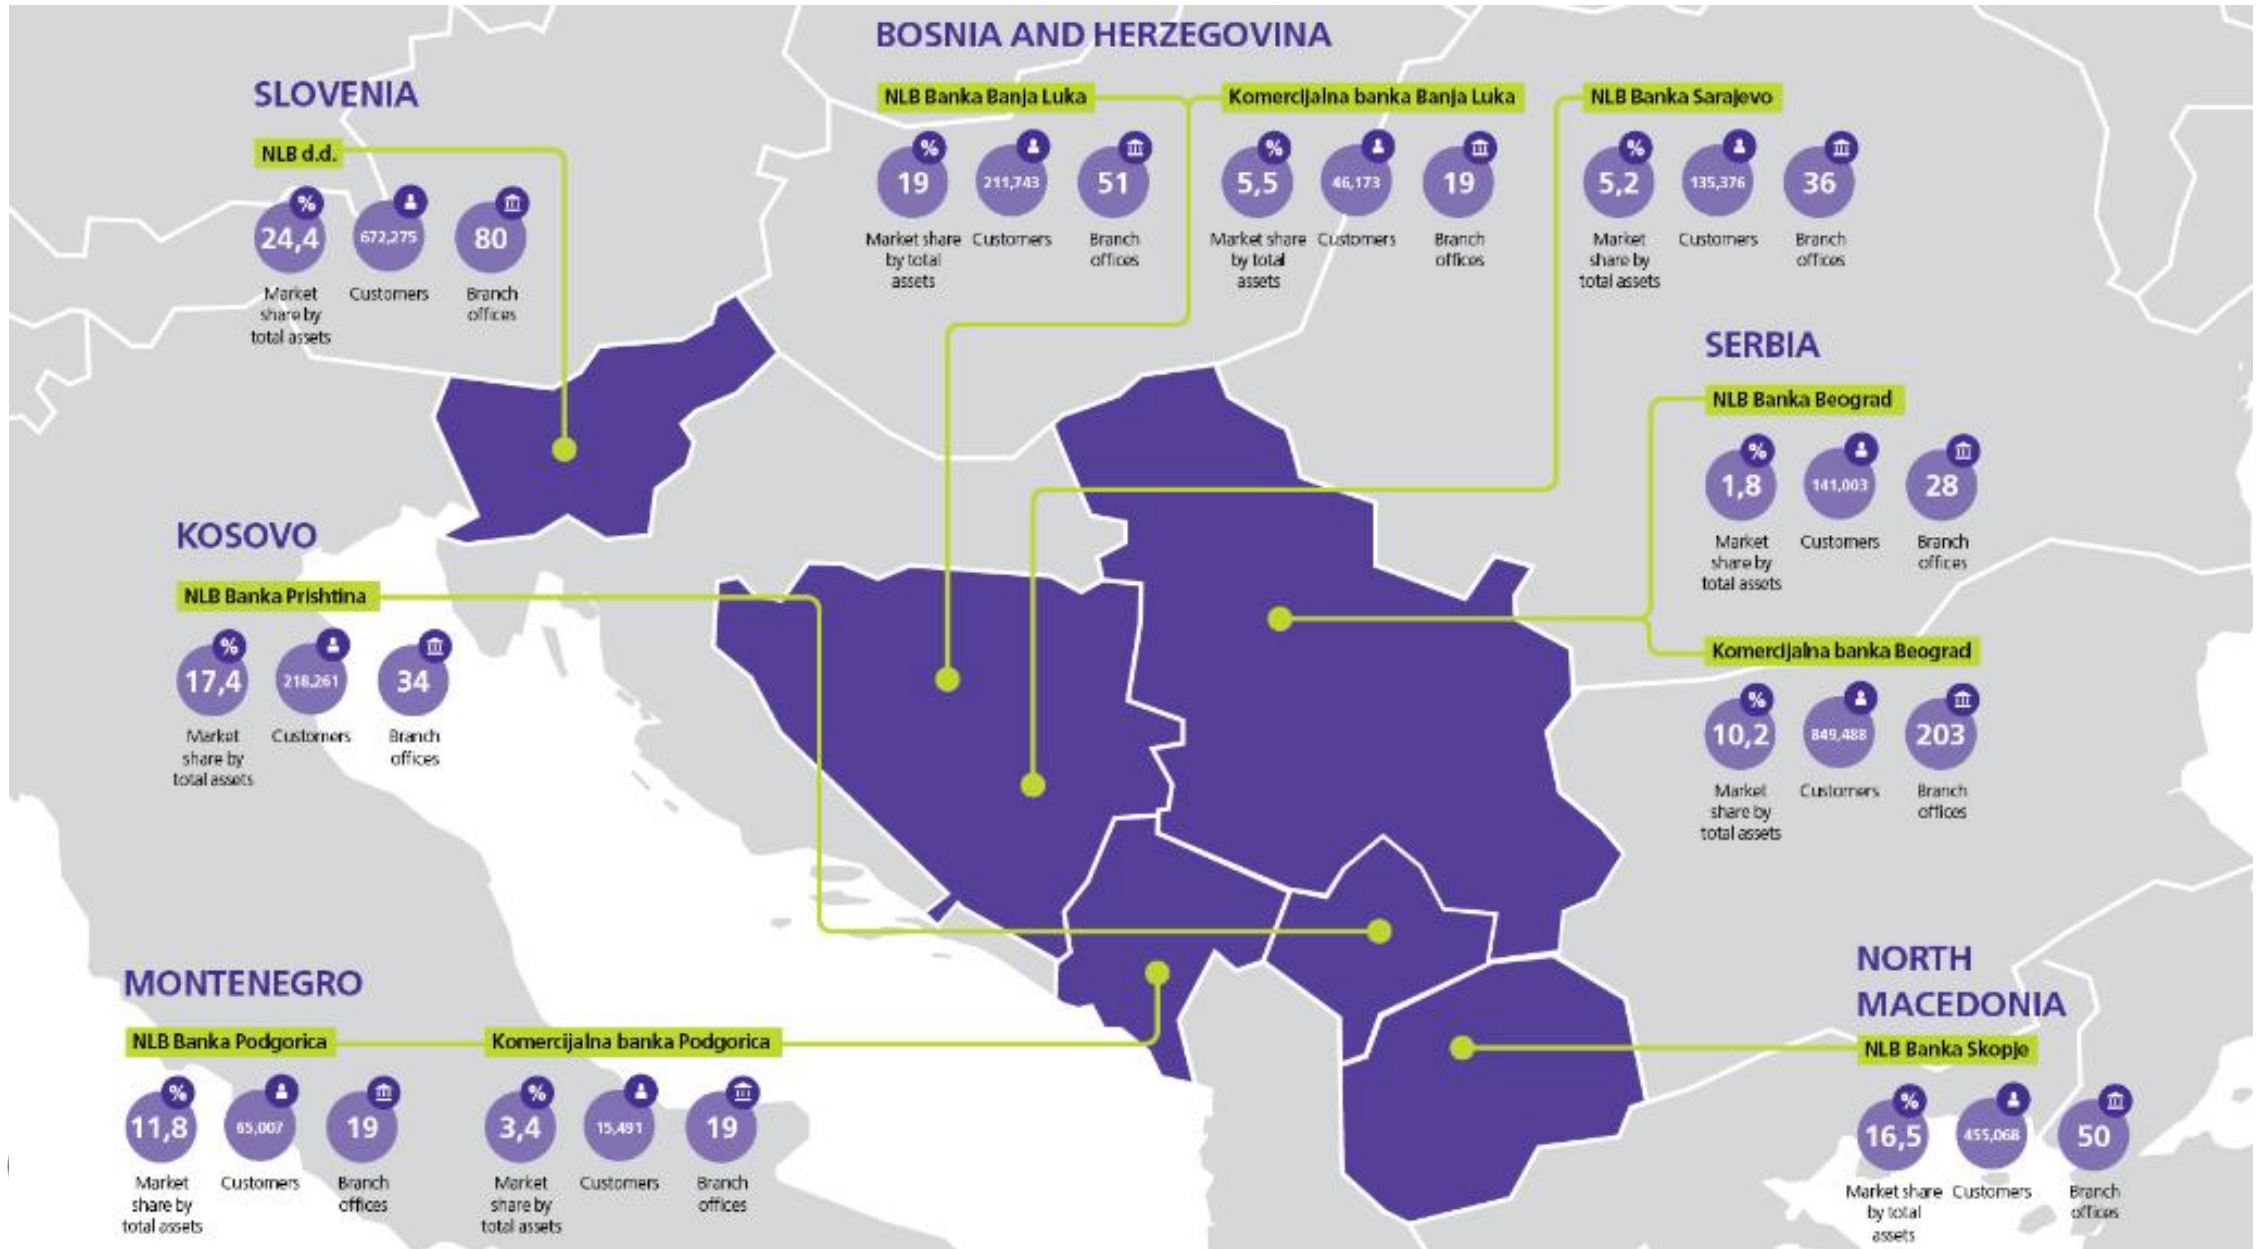 BOSNIA AND HERZEGOVINA
NLB Banka Banja Luka
%
19
211,743
51
Market share
by total
assets
Customers
Branch
offices
Komercijalna banka Banja Luka
%
5,5
46,173
19
Market share
by total
assets
Customers
Branch
offices
NLB Banka Sarajevo
%
5,2
135,376
36
Market
share by
total assets
Customers
Branch
offices
SLOVENIA
NLB d.d.
%
24,4
672,275
80
Market
share by
total assets
Customers
Branch
offices
SERBIA
NLB Banka Beograd
%
1,8
141,003
28
Market
share by
total assets
Customers
Branch
offices
Komercijalna banka Beograd
%
10,2
849,488
203
Market
share by
total assets
Customers
Branch
offices
KOSOVO
NLB Banka Prishtina
%
17,4
218,261
34
Market
share by
total assets
Customers
Branch
offices
MONTENEGRO
NLB Banka Podgorica
%
11,8
65,007
19
Market
share by
total assets
Customers
Branch
offices
Komercijalna banka Podgorica
%
3,4
15,491
19
Market
share by
total assets
Customers
Branch
offices
NORTH
MACEDONIA
NLB Banka Skopje
%
16,5
455,068
50
Market share
by total
assets
Customers
Branch
offices